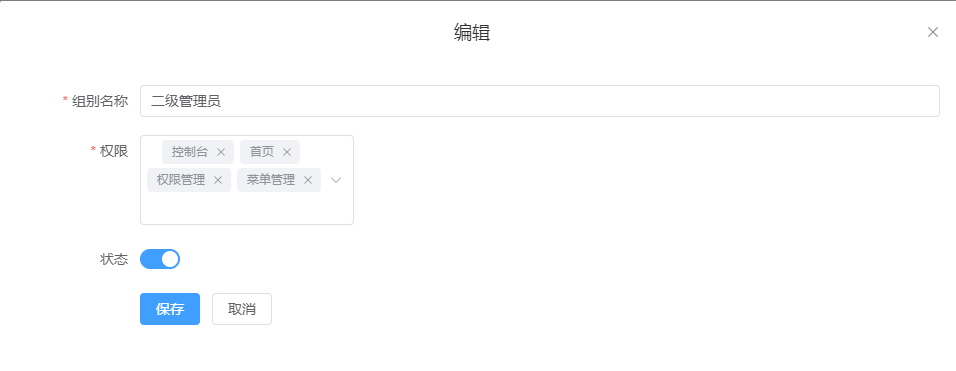 编辑
* 组别名称 二级管理员
* 权限 控制台 首页
权限管理 菜单管理
状态
保存 取消